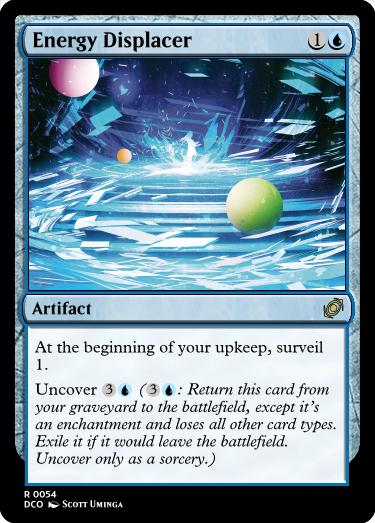 Energy Displacer 1
Artifact
At the beginning of your upkeep, surveil
1.
Uncover 3 (3: Return this card from
your graveyard to the battlefield, except it's
an enchantment and loses all other card types.
Exile it if it would leave the battlefield.
Uncover only as a sorcery.)
R 0054
DCO Scott Uminga